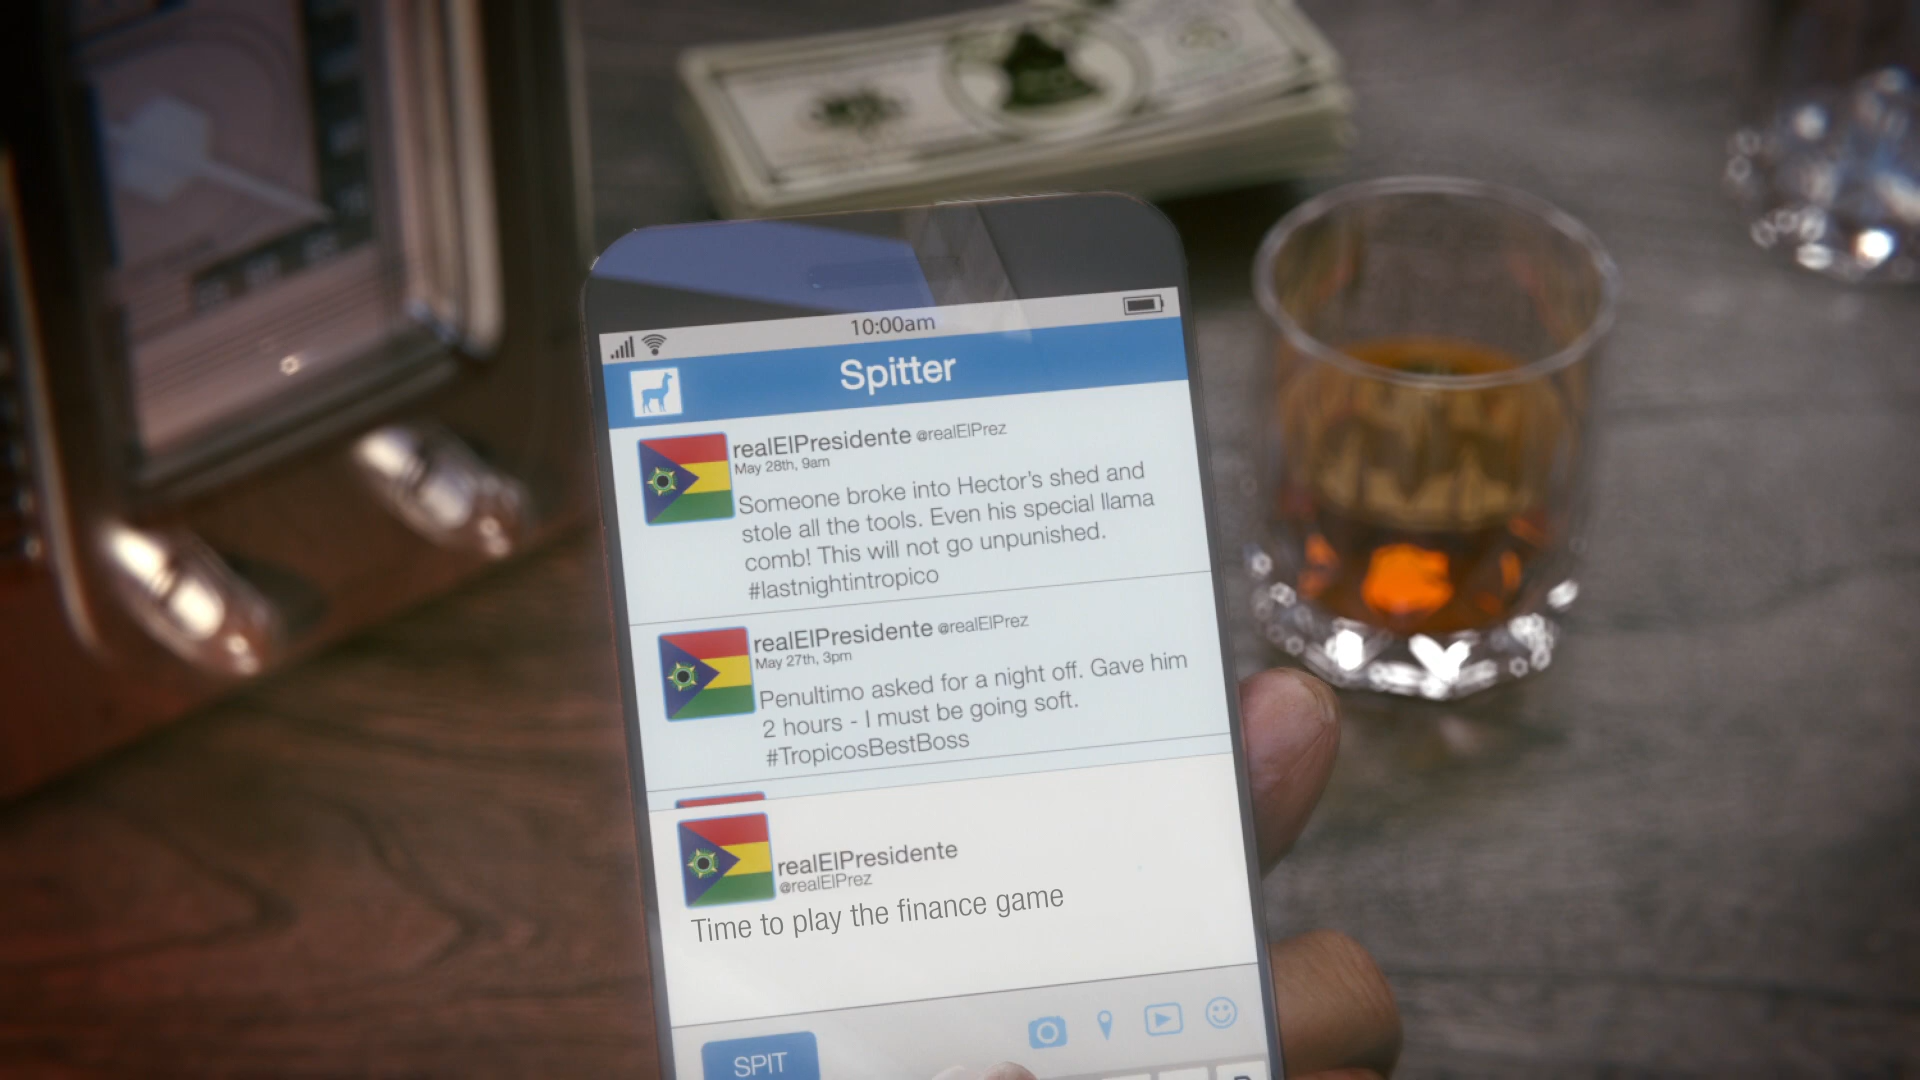 10:00am
Spitter
realElPresidente @realElPrez
May 28th, 9am
Someone broke into Hector's shed and
stole all the tools. Even his special llama
comb! This will not go unpunished.
#lastnightintropico
realElPresidente @realElPrez
May 27th, 3pm
Penultimo asked for a night off. Gave him
2 hours - I must be going soft.
#TropicosBestBoss
realElPresidente
@realElPrez
Time to play the finance game
SPIT